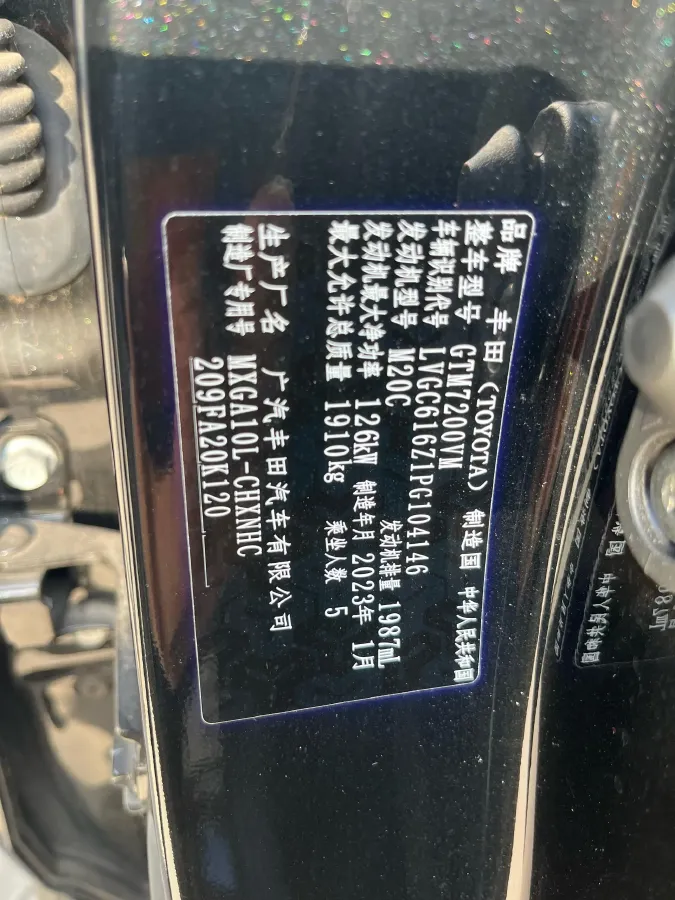 品牌 丰田（TOYOTA） 制造国 中华人民共和国
整车型号 GTM7200VM
车辆识别代号 LVGC616Z1PG104146
发动机型号 M20C 发动机排量 1987mL
发动机最大净功率 126kW 制造年月 2023年 1月
最大允许总质量 1910kg 乘坐人数 5
生产厂名 广汽丰田汽车有限公司
制造厂专用号 MXGA10L-CHXNHC
209FA20K120